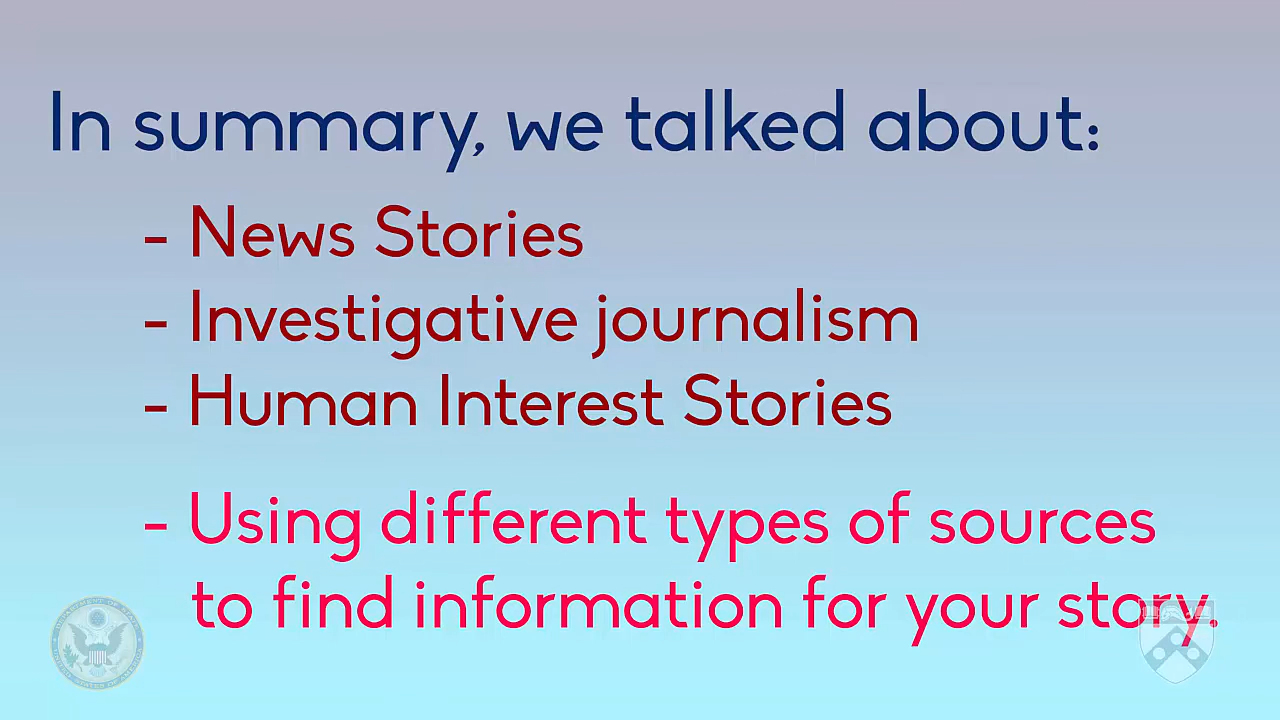 In summary, we talked about:
- News Stories
- Investigative journalism
- Human Interest Stories
- Using different types of sources
to find information for your story.